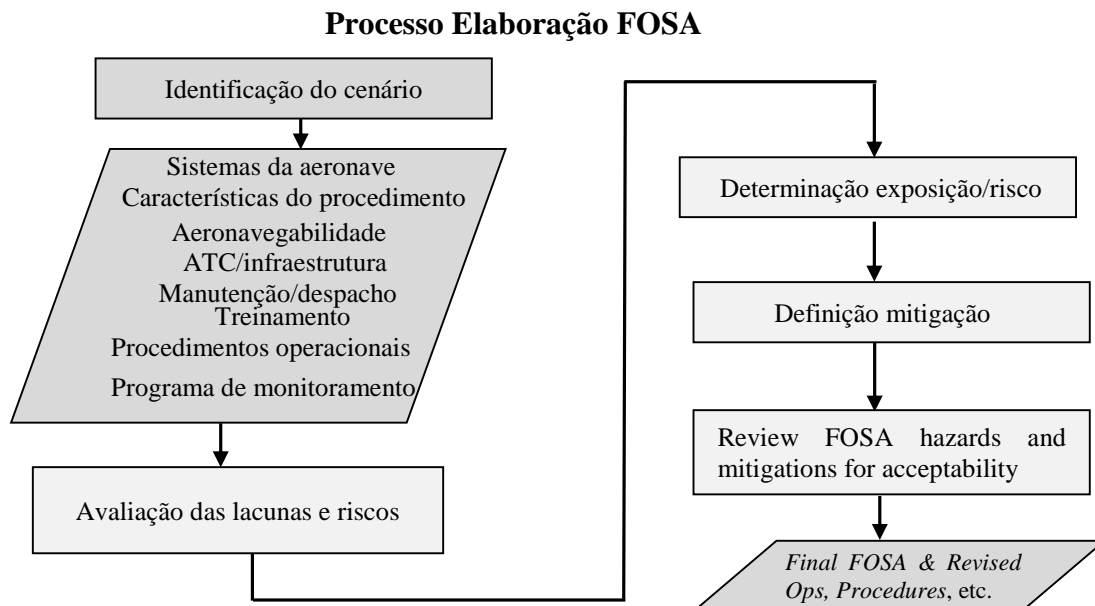 Processo Elaboração FOSA
Identificação do cenário
Sistemas da aeronave
Características do procedimento
Aeronavegabilidade
ATC/infraestrutura
Manutenção/despacho
Treinamento
Procedimentos operacionais
Programa de monitoramento
Avaliação das lacunas e riscos
Determinação exposição/risco
Definição mitigação
Review FOSA hazards and
mitigations for acceptability
Final FOSA & Revised
Ops, Procedures, etc.